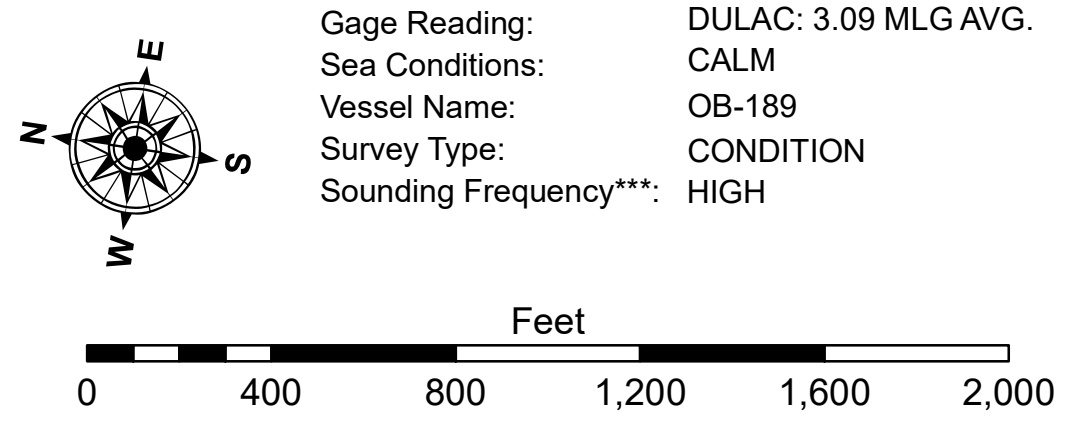 E
N
S
W
Gage Reading: DULAC: 3.09 MLG AVG.
Sea Conditions: CALM
Vessel Name: OB-189
Survey Type: CONDITION
Sounding Frequency***: HIGH
Feet
0 400 800 1,200 1,600 2,000